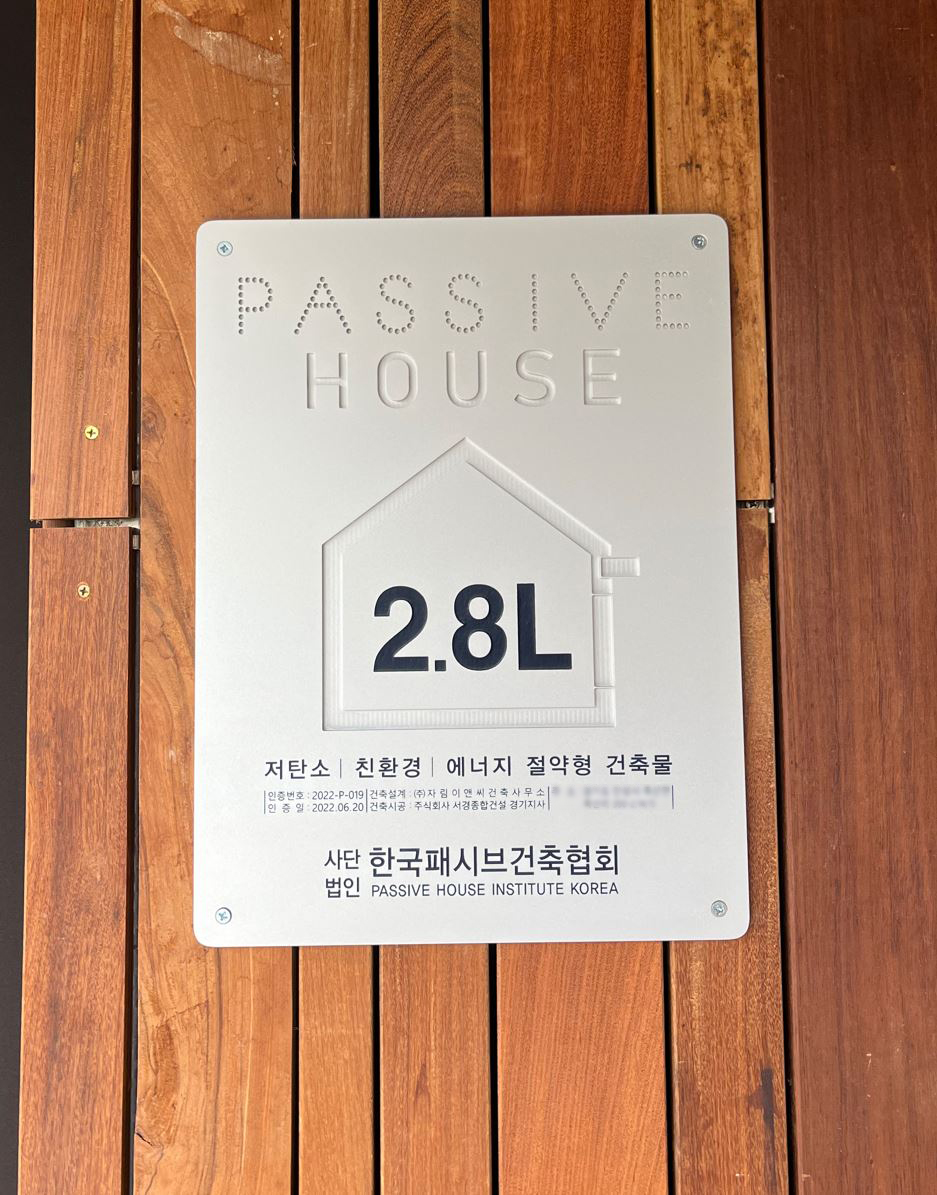 PASSIVE
HOUSE
2.8L
저탄소 | 친환경 | 에너지 절약형 건축물
인증번호 : 2022-P-019 | 건축설계 : (주)자림이앤씨건축사무소
인 증 일 : 2022.06.20 | 건축시공 : 주식회사 서경종합건설 경기지사
사단법인 한국패시브건축협회
PASSIVE HOUSE INSTITUTE KOREA